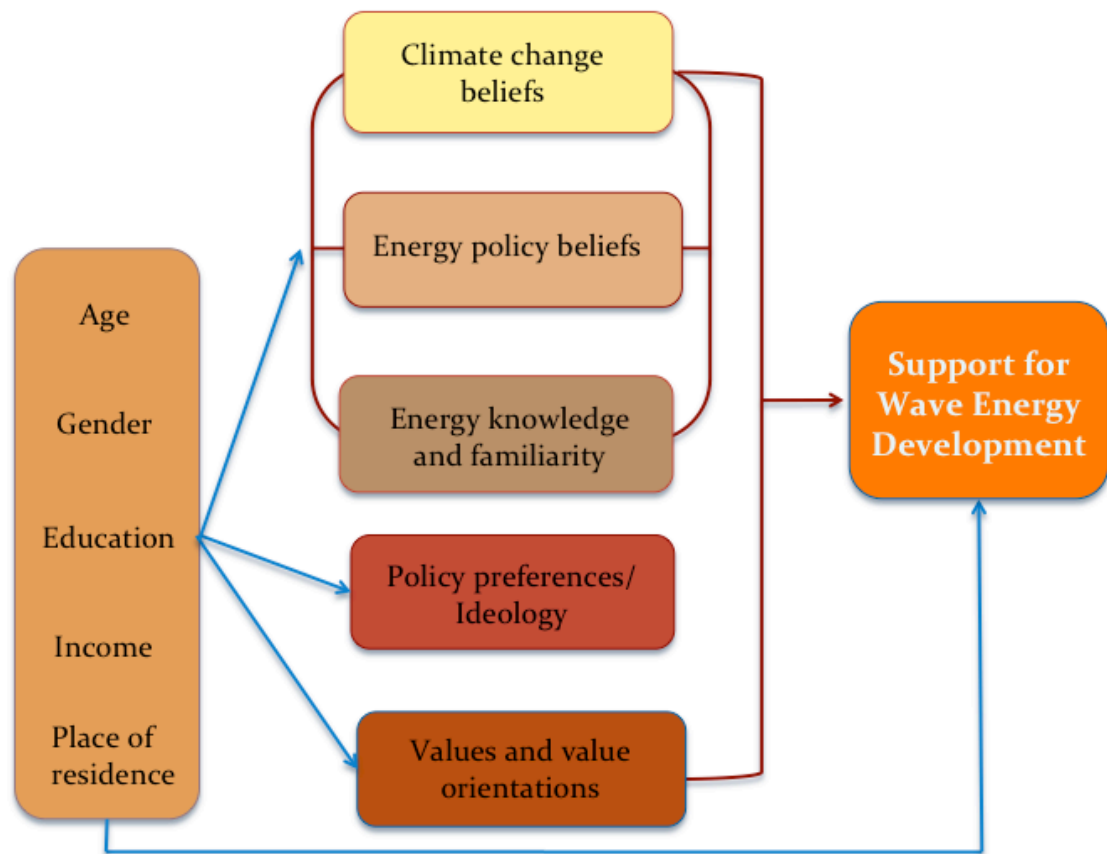 Age
Gender
Education
Income
Place of
residence
Climate change
beliefs
Energy policy beliefs
Energy knowledge
and familiarity
Policy preferences/
Ideology
Values and value
orientations
Support for
Wave Energy
Development